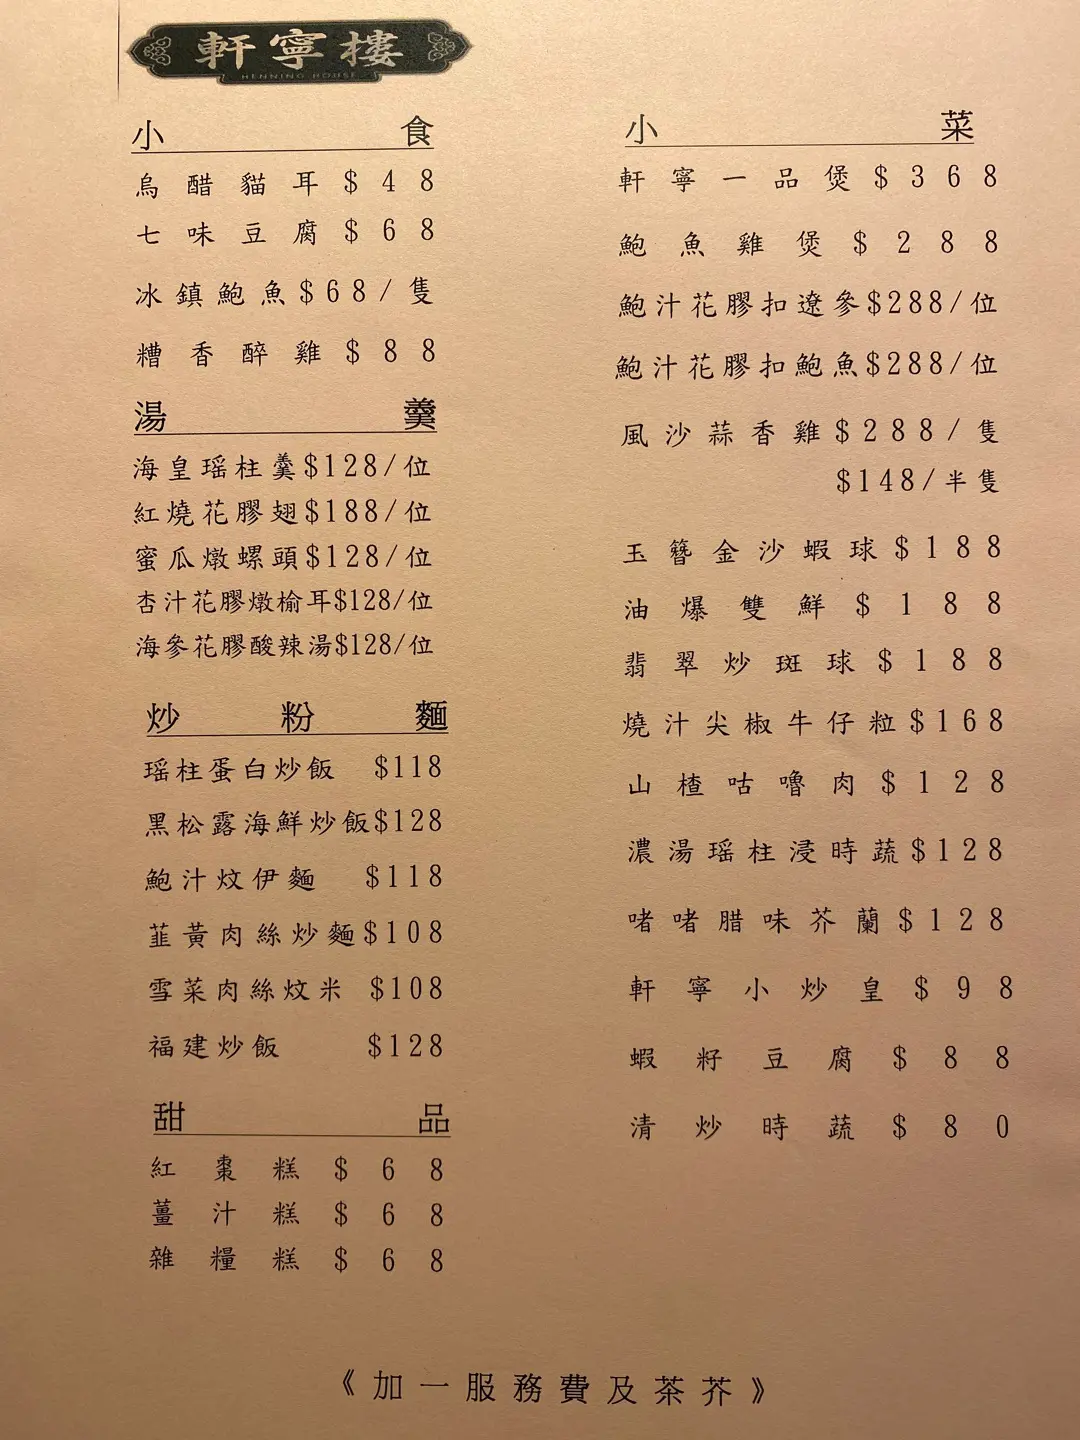 軒寧樓
HENNING HOUSE
小食
烏醋貓耳$48
七味豆腐$68
冰鎮鮑魚$68/隻
糟香醉雞$88
湯羹
海皇瑶柱羹$128/位
紅燒花膠翅$188/位
蜜瓜燉螺頭$128/位
杏汁花膠燉榆耳$128/位
海參花膠酸辣湯$128/位
炒粉麵
瑶柱蛋白炒飯 $118
黑松露海鮮炒飯$128
鮑汁炆伊麵 $118
韮黃肉絲炒麵$108
雪菜肉絲炆米 $108
福建炒飯 $128
甜品
紅棗糕$68
薑汁糕$68
雜糧糕$68
小菜
軒寧一品煲$368
鮑魚雞煲$288
鮑汁花膠扣遼參$288/位
鮑汁花膠扣鮑魚$288/位
風沙蒜香雞$288/隻
$148/半隻
玉簪金沙蝦球$188
油爆雙鮮$188
翡翠炒斑球$188
燒汁尖椒牛仔粒$168
山楂咕嚕肉$128
濃湯瑶柱浸時蔬$128
啫啫腊味芥蘭$128
軒寧小炒皇$98
蝦籽豆腐$88
清炒時蔬$80
《加一服務費及茶芥》